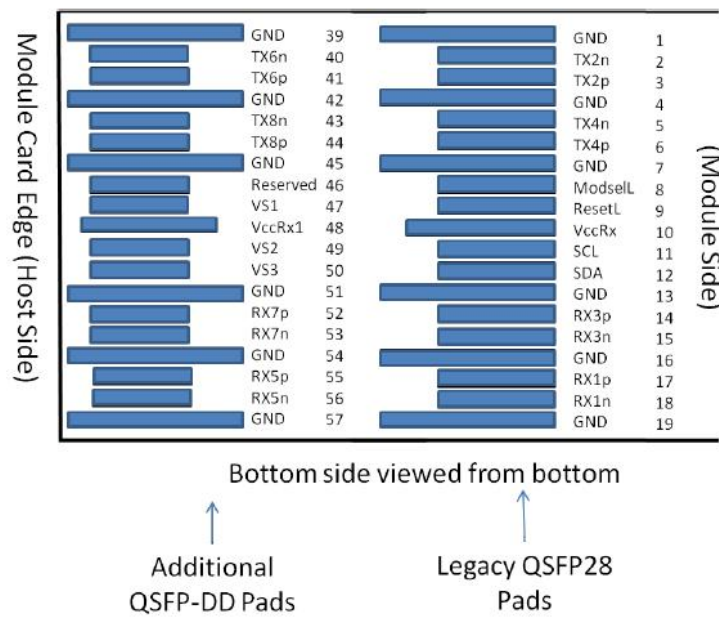 Module Card Edge (Host Side)
GND 39 GND 1
TX6n 40 TX2n 2
TX6p 41 TX2p 3
GND 42 GND 4
TX8n 43 TX4n 5
TX8p 44 TX4p 6
GND 45 GND 7
Reserved 46 ModselL 8
VS1 47 ResetL 9
VccRx1 48 VccRx 10
VS2 49 SCL 11
VS3 50 SDA 12
GND 51 GND 13
RX7p 52 RX3p 14
RX7n 53 RX3n 15
GND 54 GND 16
RX5p 55 RX1p 17
RX5n 56 RX1n 18
GND 57 GND 19
(Module Side)
Bottom side viewed from bottom
Additional
QSFP-DD Pads
Legacy QSFP28
Pads